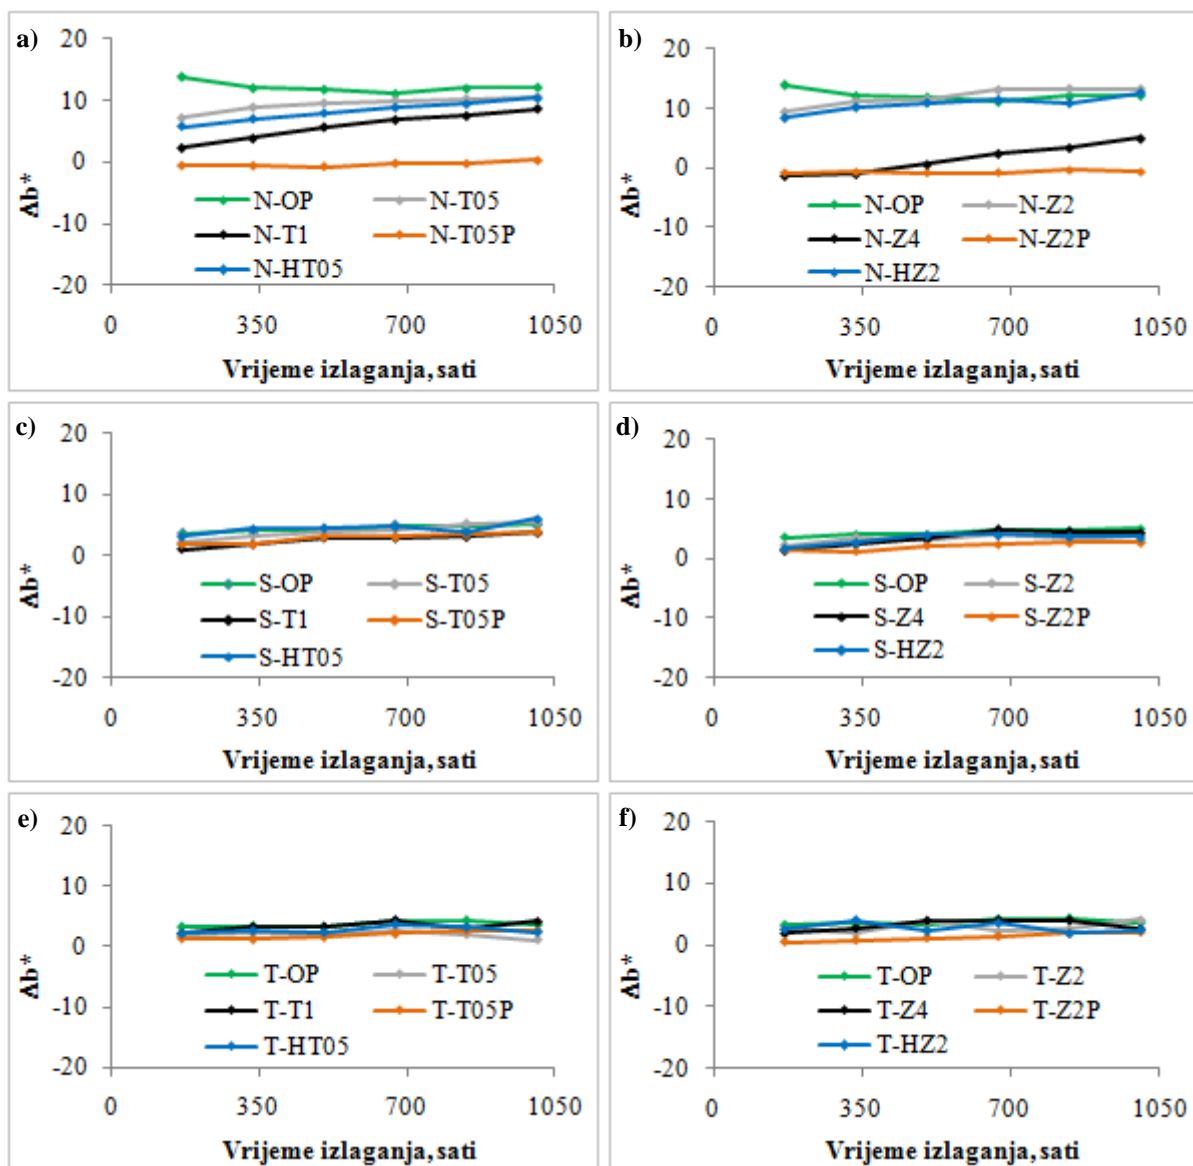 a)
20
10
0
-10
-20
Δb*
N-OP N-T05
N-T1 N-T05P
N-HT05
0 350 700 1050
Vrijeme izlaganja, sati
b)
20
10
0
-10
-20
Δb*
N-OP N-Z2
N-Z4 N-Z2P
N-HZ2
0 350 700 1050
Vrijeme izlaganja, sati
c)
20
10
0
-10
-20
Δb*
S-OP S-T05
S-T1 S-T05P
S-HT05
0 350 700 1050
Vrijeme izlaganja, sati
d)
20
10
0
-10
-20
Δb*
S-OP S-Z2
S-Z4 S-Z2P
S-HZ2
0 350 700 1050
Vrijeme izlaganja, sati
e)
20
10
0
-10
-20
Δb*
T-OP T-T05
T-T1 T-T05P
T-HT05
0 350 700 1050
Vrijeme izlaganja, sati
f)
20
10
0
-10
-20
Δb*
T-OP T-Z2
T-Z4 T-Z2P
T-HZ2
0 350 700 1050
Vrijeme izlaganja, sati